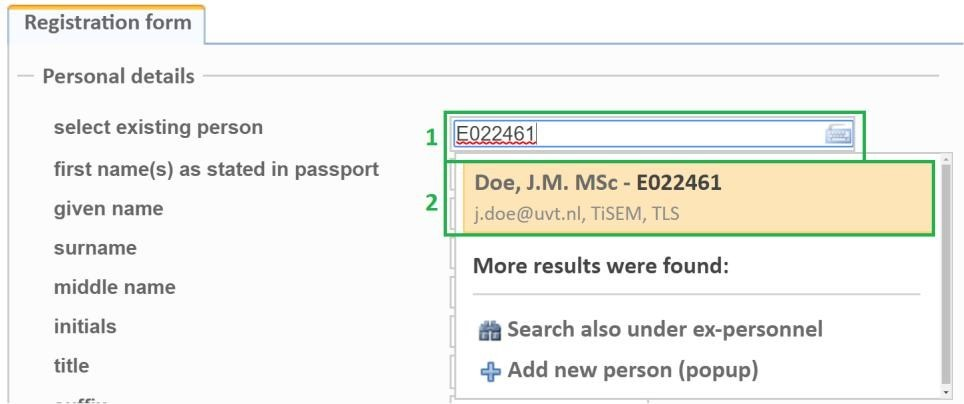 Registration form
Personal details
select existing person
1 E022461
first name(s) as stated in passport
2 Doe, J.M. MSc - E022461
j.doe@uvt.nl, TiSEM, TLS
given name
surname
More results were found:
middle name
initials
Search also under ex-personnel
title
Add new person (popup)